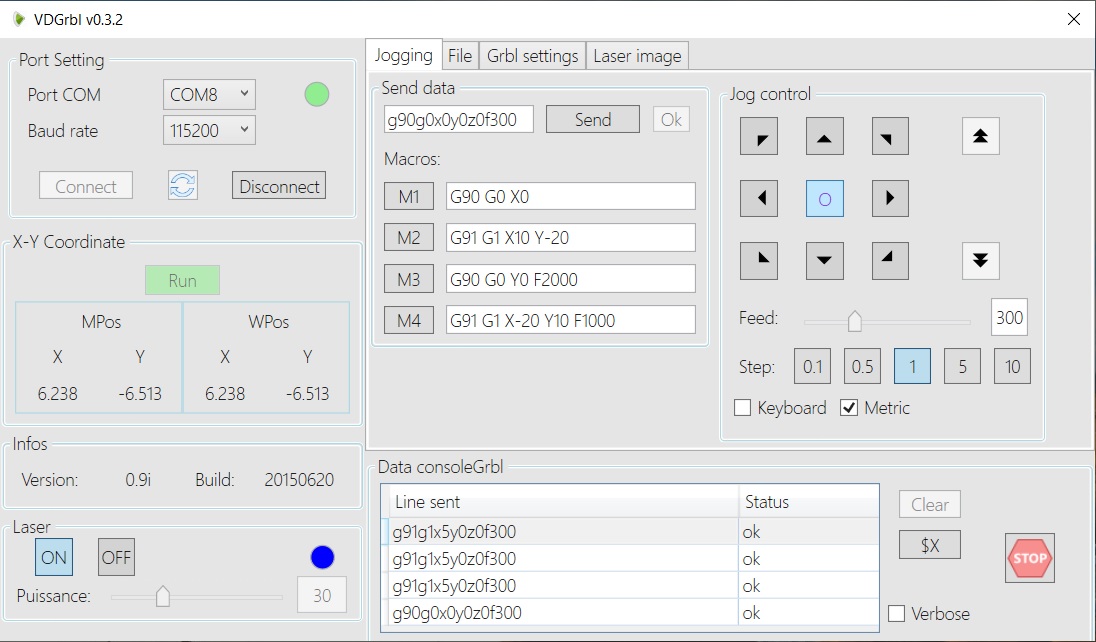 VDGrbl v0.3.2
Port Setting
Port COM COM8
Baud rate 115200
Connect Disconnect
X-Y Coordinate
Run
MPos WPos
X Y X Y
6.238 -6.513 6.238 -6.513
Infos
Version: 0.9i Build: 20150620
Laser
ON OFF
Puissance: 30
Jogging File Grbl settings Laser image
Send data
g90g0x0y0z0f300 Send Ok
Macros:
M1 G90 G0 X0
M2 G91 G1 X10 Y-20
M3 G90 G0 Y0 F2000
M4 G91 G1 X-20 Y10 F1000
Jog control
O
Feed: 300
Step: 0.1 0.5 1 5 10
Keyboard Metric
Data consoleGrbl
Line sent Status
g91g1x5y0z0f300 ok
g91g1x5y0z0f300 ok
g91g1x5y0z0f300 ok
g90g0x0y0z0f300 ok
Clear
$X
STOP
Verbose